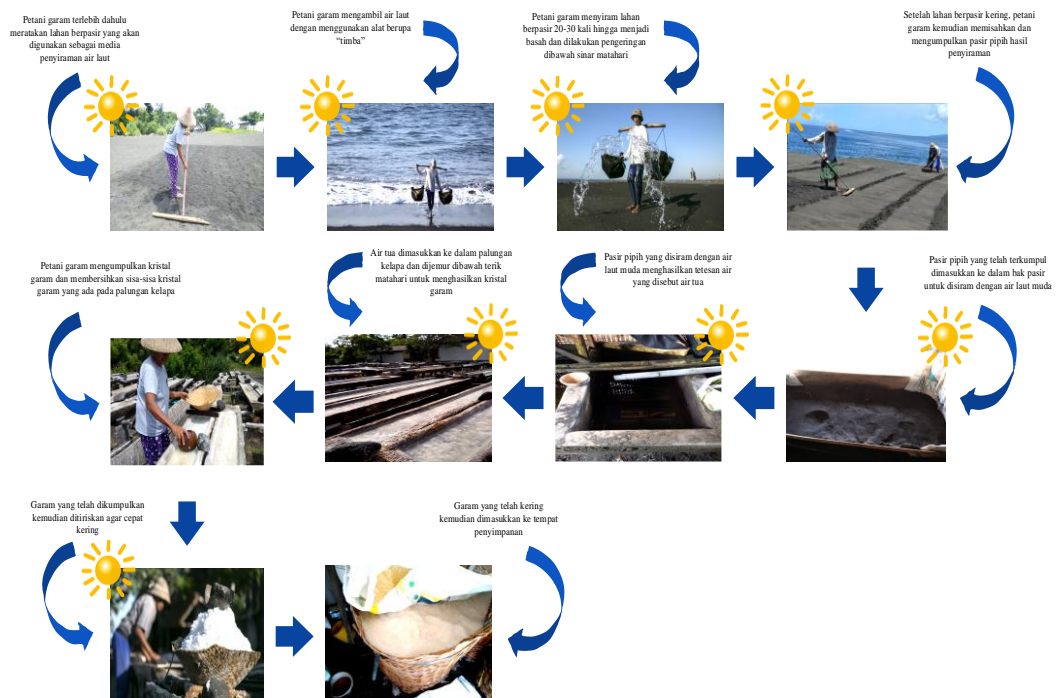 Petani garam terlebih dahulu
meratakan lahan berpasir yang akan
digunakan sebagai media
penyiraman air laut
Petani garam mengambil air laut
dengan menggunakan alat berupa
“timba”
Petani garam menyiram lahan
berpasir 20-30 kali hingga menjadi
basah dan dilakukan pengeringan
dibawah sinar matahari
Setelah lahan berpasir kering, petani
garam kemudian memisahkan dan
mengumpulkan pasir pipih hasil
penyiraman
Petani garam mengumpulkan kristal
garam dan membersihkan sisa-sisa kristal
garam yang ada pada palungan kelapa
Air tua dimasukkan ke dalam palungan
kelapa dan dijemur dibawah terik
matahari untuk menghasilkan kristal
garam
Pasir pipih yang disiram dengan air
laut muda menghasilkan tetesan air
yang disebut air tua
Pasir pipih yang telah terkumpul
dimasukkan ke dalam bak pasir
untuk disiram dengan air laut muda
Garam yang telah dikumpulkan
kemudian ditiriskan agar cepat
kering
Garam yang telah kering
kemudian dimasukkan ke tempat
penyimpanan